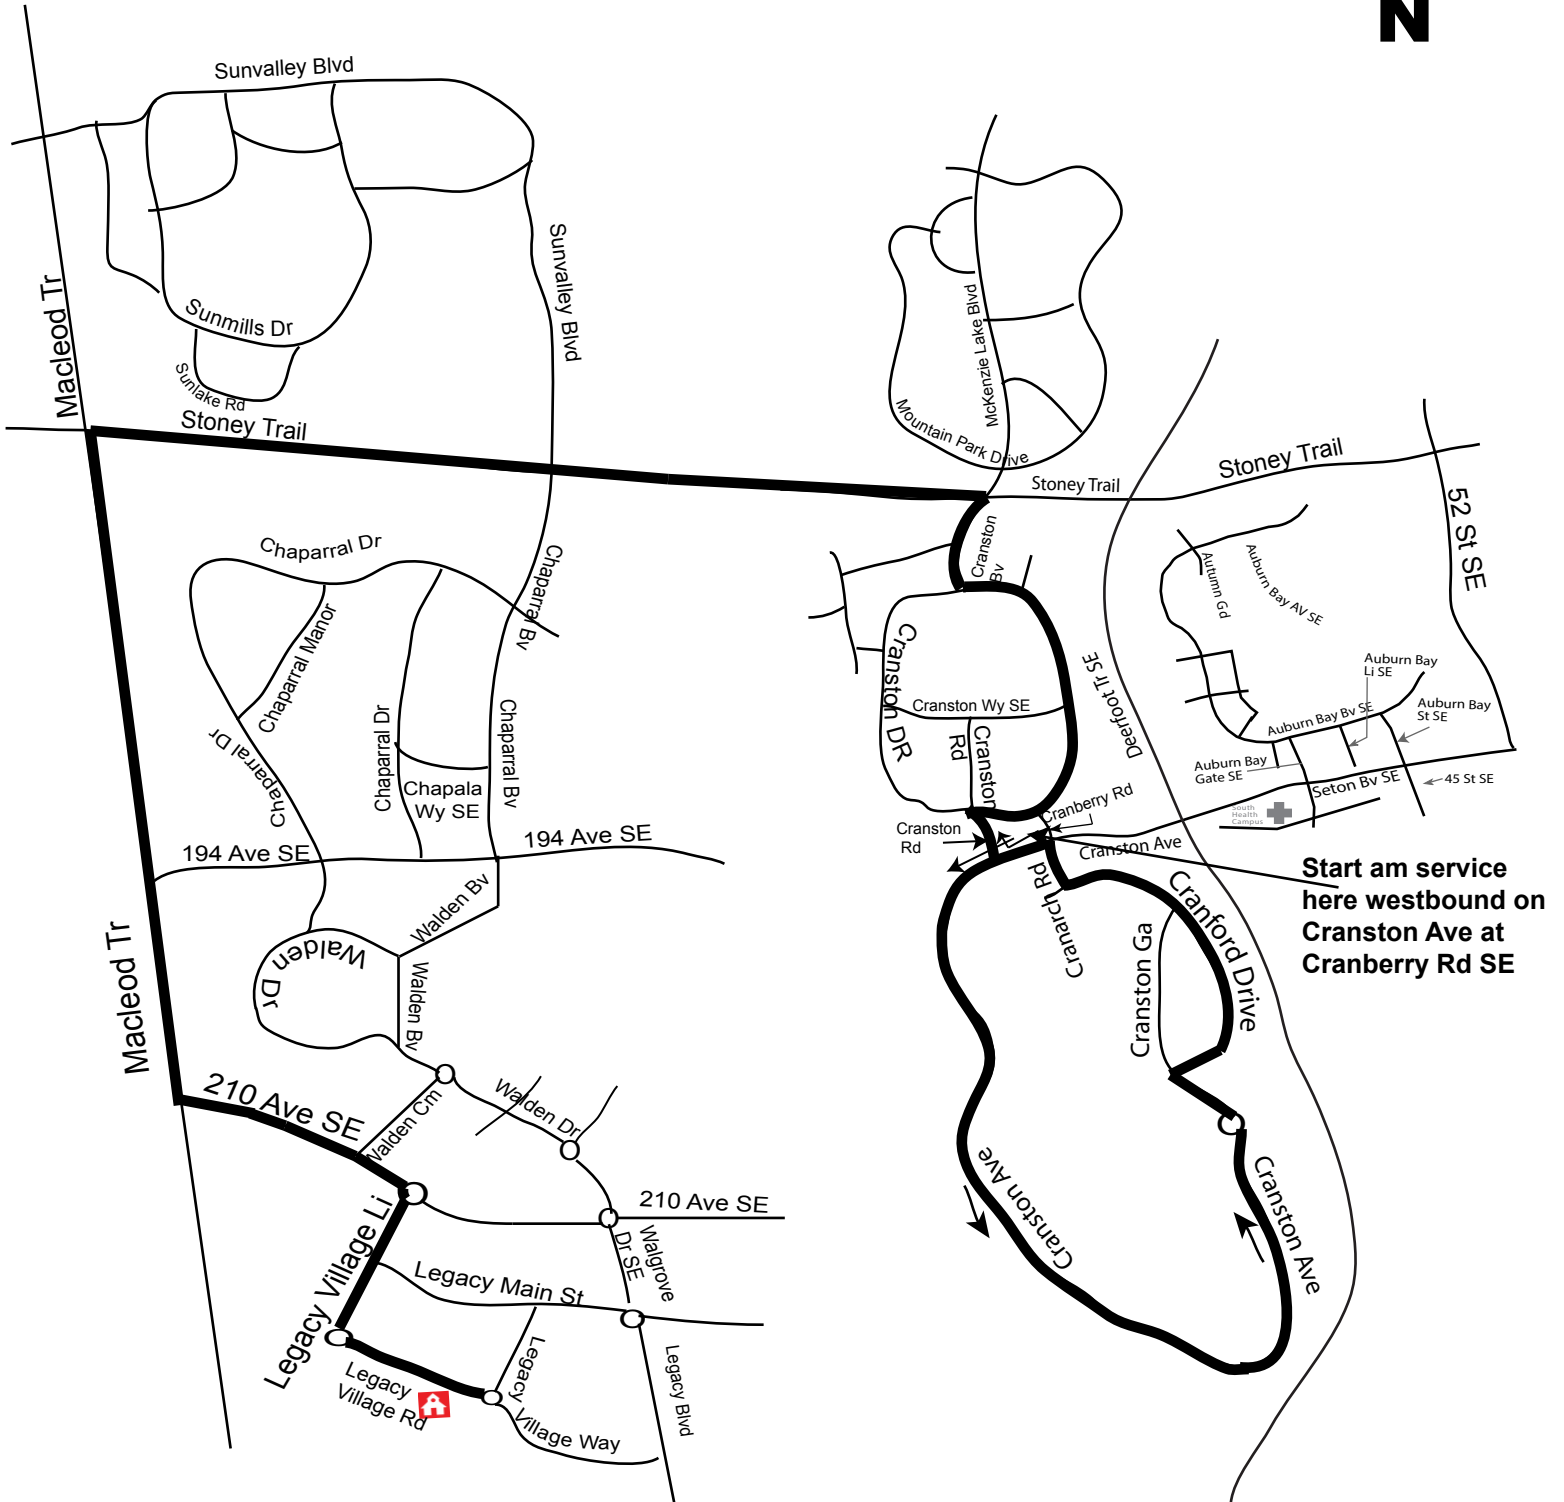 N
Sunvalley Blvd
Sunvalley Blvd
Macleod Tr
Sunmills Dr
Sunlake Rd
Stoney Trail
McKenzie Lake Blvd
Mountain Park Drive
Stoney Trail
Stoney Trail
52 St SE
Cranston
Bv
Chaparral Dr
Chaparral Bv
Chaparral Manor
Chaparral Dr
Chaparral Dr
Chaparral Bv
Chapala
Wy SE
194 Ave SE
194 Ave SE
Cranston DR
Cranston Wy SE
Cranston
Rd
Deerfoot Tr SE
Autumn Gd
Auburn Bay AV SE
Auburn Bay
Li SE
Auburn Bay Bv SE
Auburn Bay
St SE
Auburn Bay
Gate SE
Seton Bv SE
45 St SE
South
Health
Campus
Cranberry Rd
Cranston
Rd
Cranston Ave
Cranarch Rd
Start am service
here westbound on
Cranston Ave at
Cranberry Rd SE
Cranford Drive
Cranston Ga
Walden Bv
Walden
Dr
Walden Bv
Macleod Tr
210 Ave SE
Walden Cm
Walden Dr
210 Ave SE
Walgrove
Dr SE
Legacy Village Li
Legacy Main St
Legacy
Village Rd
Legacy
Village Way
Legacy Blvd
Cranston Ave
Cranston Ave